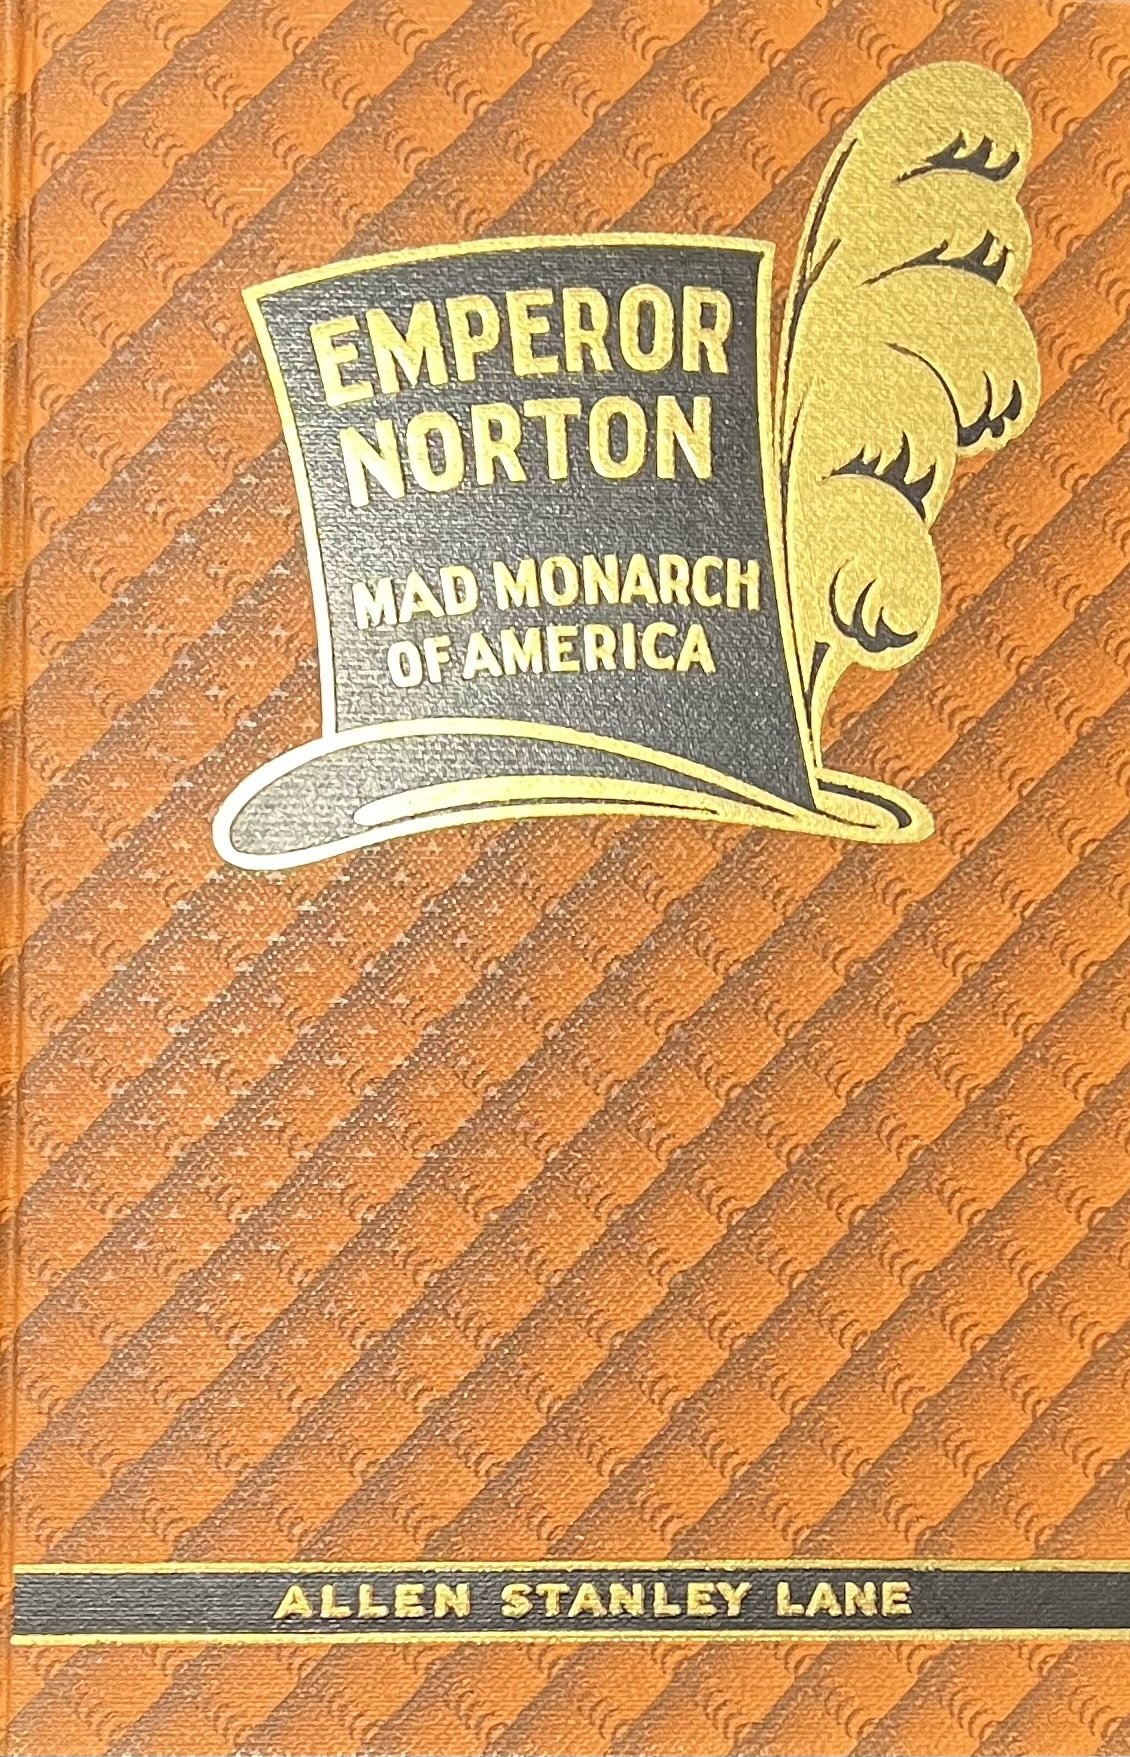 EMPEROR
NORTON
MAD MONARCH
OF AMERICA
ALLEN STANLEY LANE